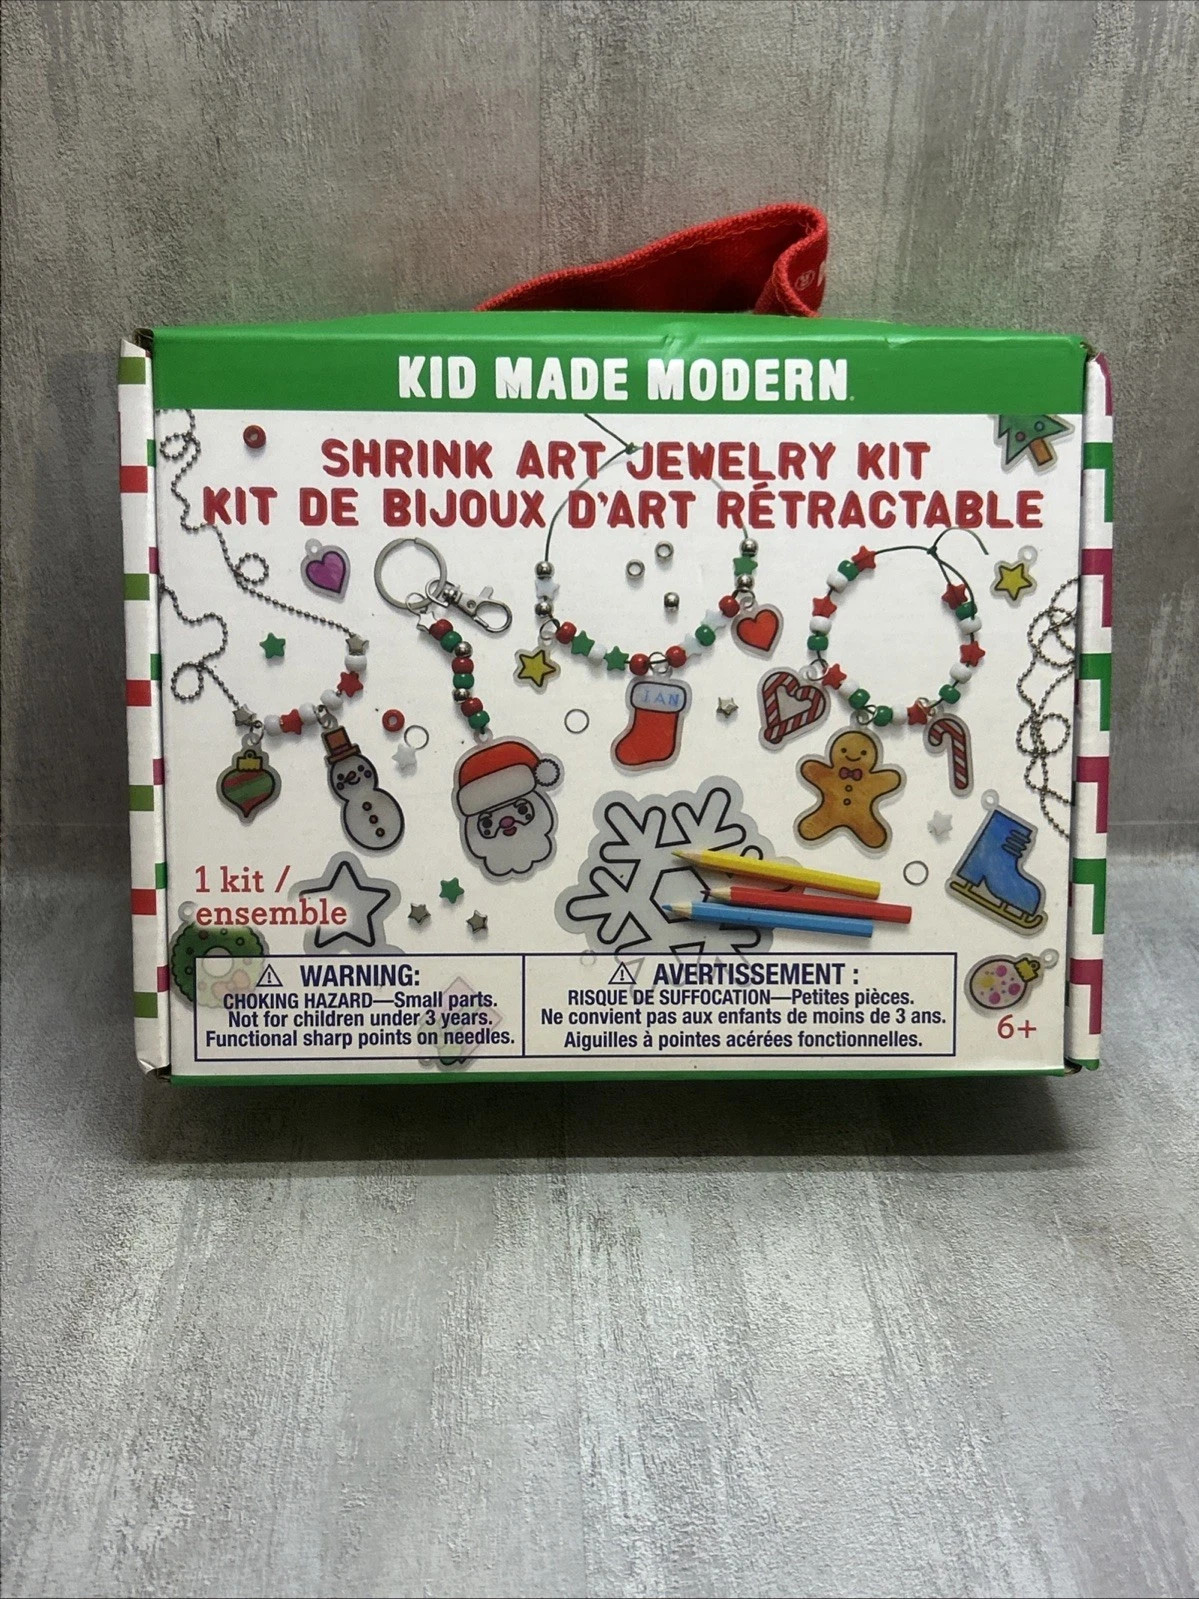 ®
KID MADE MODERN®
SHRINK ART JEWELRY KIT
KIT DE BIJOUX D'ART RÉTRACTABLE
IAN
1 kit /
ensemble
⚠ WARNING:
CHOKING HAZARD—Small parts.
Not for children under 3 years.
Functional sharp points on needles.
⚠ AVERTISSEMENT :
RISQUE DE SUFFOCATION—Petites pièces.
Ne convient pas aux enfants de moins de 3 ans.
Aiguilles à pointes acérées fonctionnelles.
6+